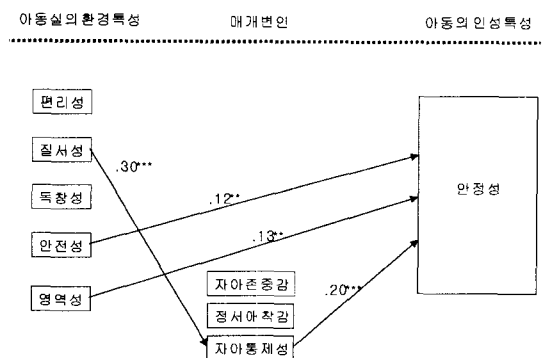 아동실의환경특성 매개변인 아동의인성특성
편리성
질서성
.30***
독창성
.12**
안정성
안전성
.13**
영역성
자아존중감
.20***
정서애착감
자아통제성